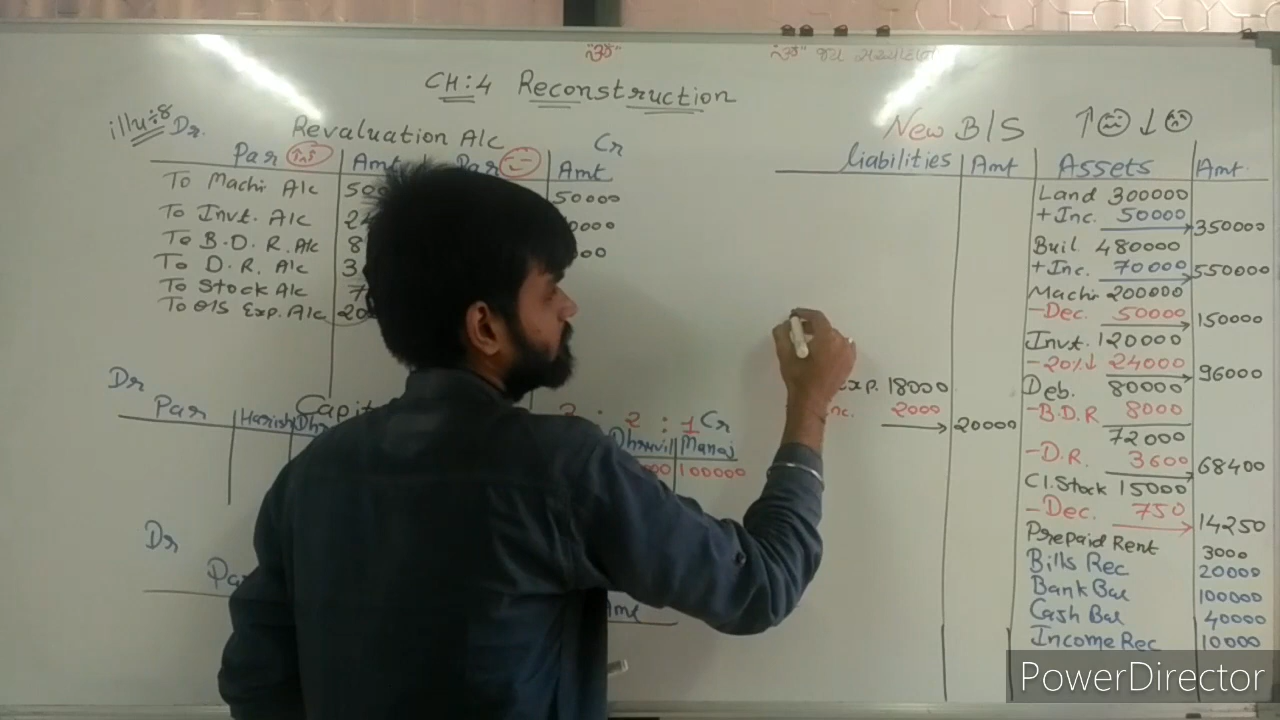 "ૐ"
"ૐ" જય
CH:4 Reconstruction
illu:8
Dr.
Revaluation A/c
Cr
Par
Amt
Par
Amt
To Machi A/c
50000
To Invt. A/c
To B.D.R. A/c
To D.R. A/c
To Stock A/c
To O/S Exp. A/c
Dr
Par
Harish
2 : 1
Cr
Dhruvil
Manoj
100000
Dr
New B/S
↑ ↓
Liabilities
Amt
Assets
Amt
18000
2000
20000
Land 300000
+Inc. 50000
350000
Buil 480000
+Inc. 70000
550000
Machi 200000
-Dec. 50000
150000
Invt. 120000
-20%↓ 24000
96000
Deb. 80000
-B.D.R 8000
72000
-D.R. 3600
68400
Cl.Stock 15000
-Dec. 750
14250
Prepaid Rent 3000
Bills Rec 20000
Bank Bal 100000
Cash Bal 40000
Income Rec 10000
PowerDirector